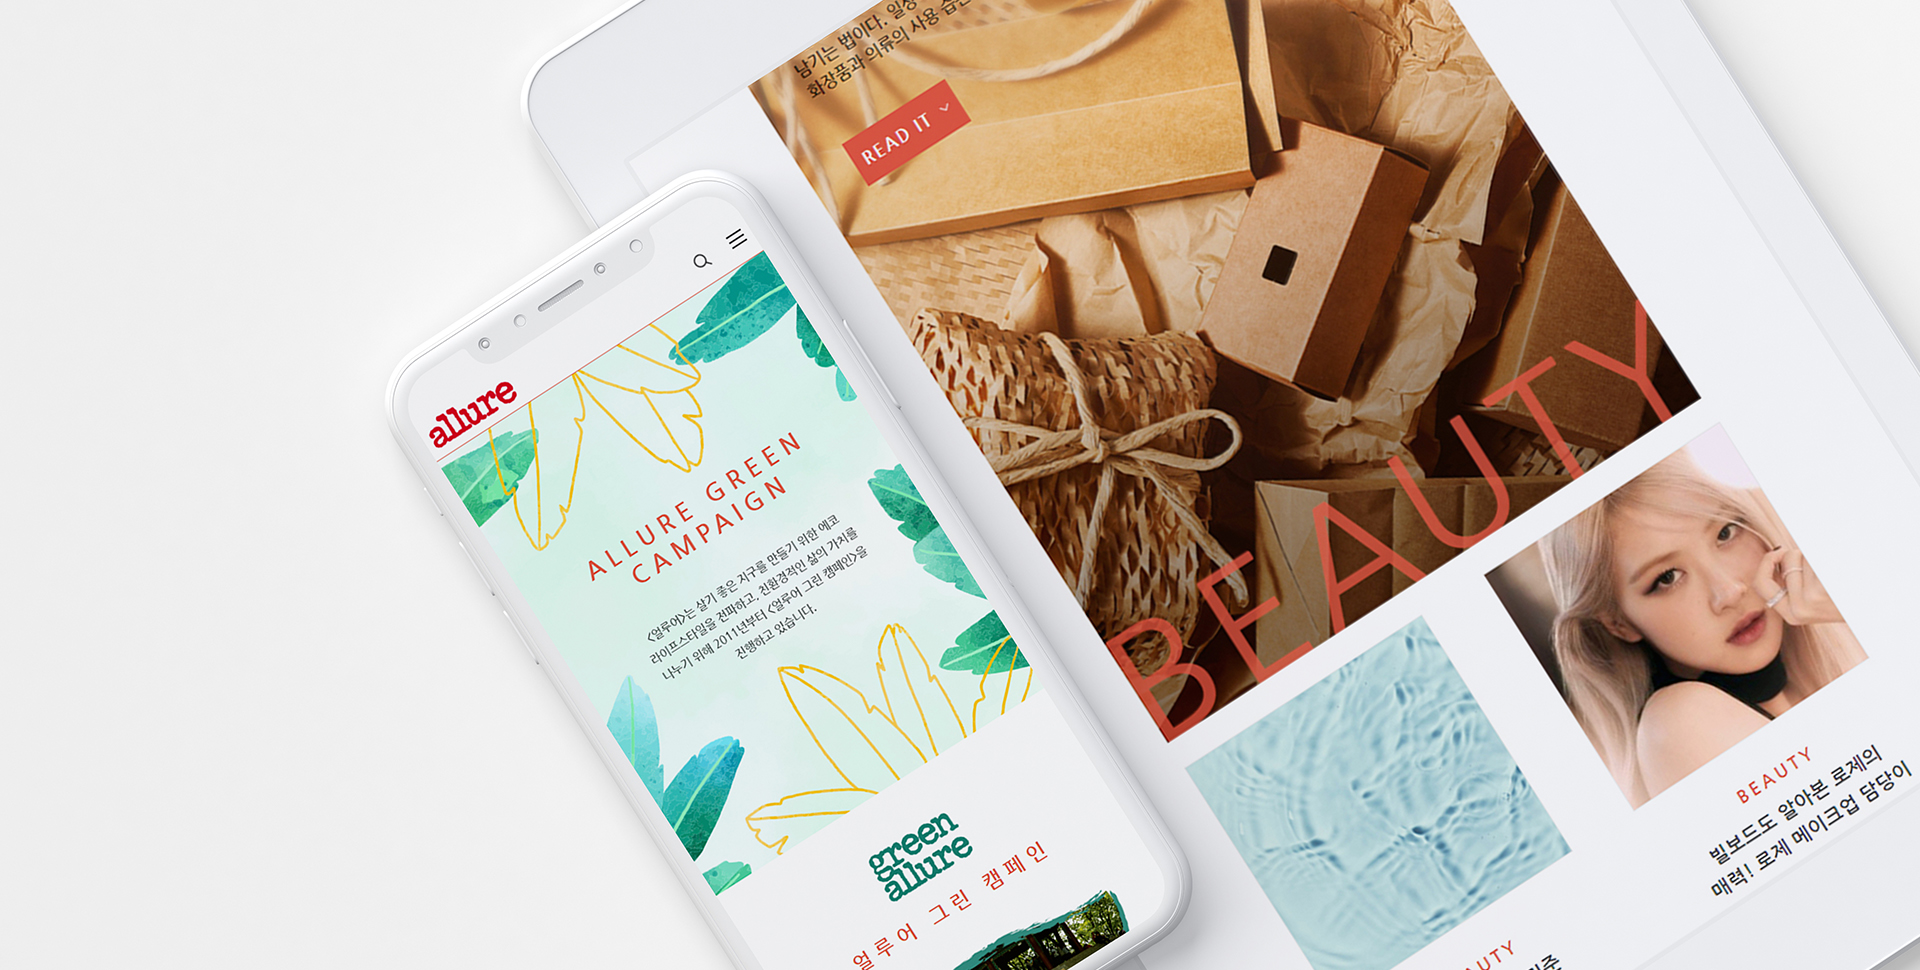 allure
ALLURE GREEN
CAMPAIGN
<얼루어>는 살기 좋은 지구를 만들기 위한 에코
라이프스타일을 전파하고, 친환경적인 삶의 가치를
나누기 위해 2011년부터 <얼루어 그린 캠페인>을
진행하고 있습니다.
green
allure
얼루어 그린 캠페인
남기는 법이다. 일상
화장품과 의류의 사용 습관
READ IT
BEAUTY
BEAUTY
빌보드도 알아본 로제의
매력! 로제 메이크업 담당이